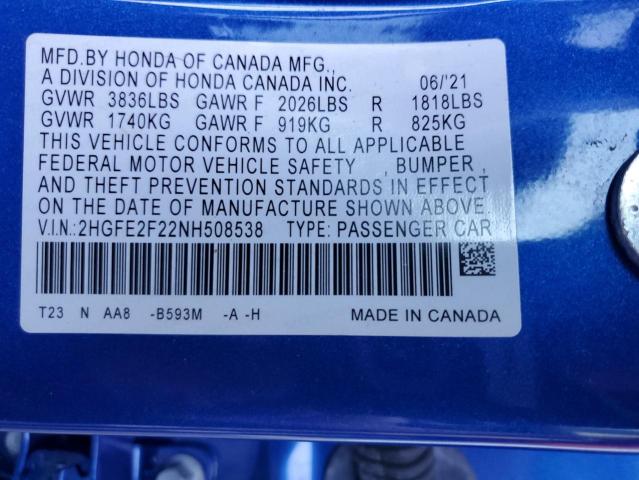 MFD.BY HONDA OF CANADA MFG.,
A DIVISION OF HONDA CANADA INC. 06/'21
GVWR 3836LBS GAWR F 2026LBS R 1818LBS
GVWR 1740KG GAWR F 919KG R 825KG
THIS VEHICLE CONFORMS TO ALL APPLICABLE
FEDERAL MOTOR VEHICLE SAFETY , BUMPER ,
AND THEFT PREVENTION STANDARDS IN EFFECT
ON THE DATE OF MANUFACTURE SHOWN ABOVE.
V.I.N.:2HGFE2F22NH508538 TYPE: PASSENGER CAR
T23 N AA8 -B593M -A -H MADE IN CANADA